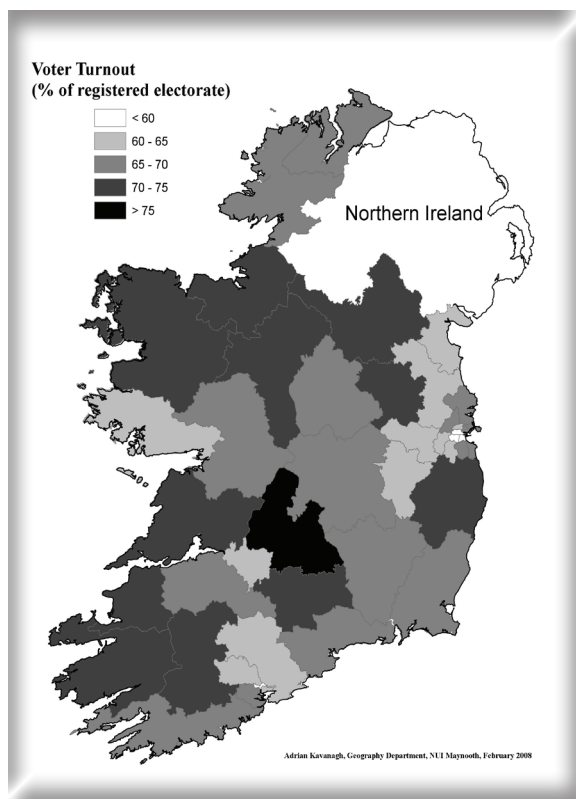 Voter Turnout
(% of registered electorate)
< 60
60 - 65
65 - 70
70 - 75
> 75
Northern Ireland
Adrian Kavanagh, Geography Department, NUI Maynooth, February 2008